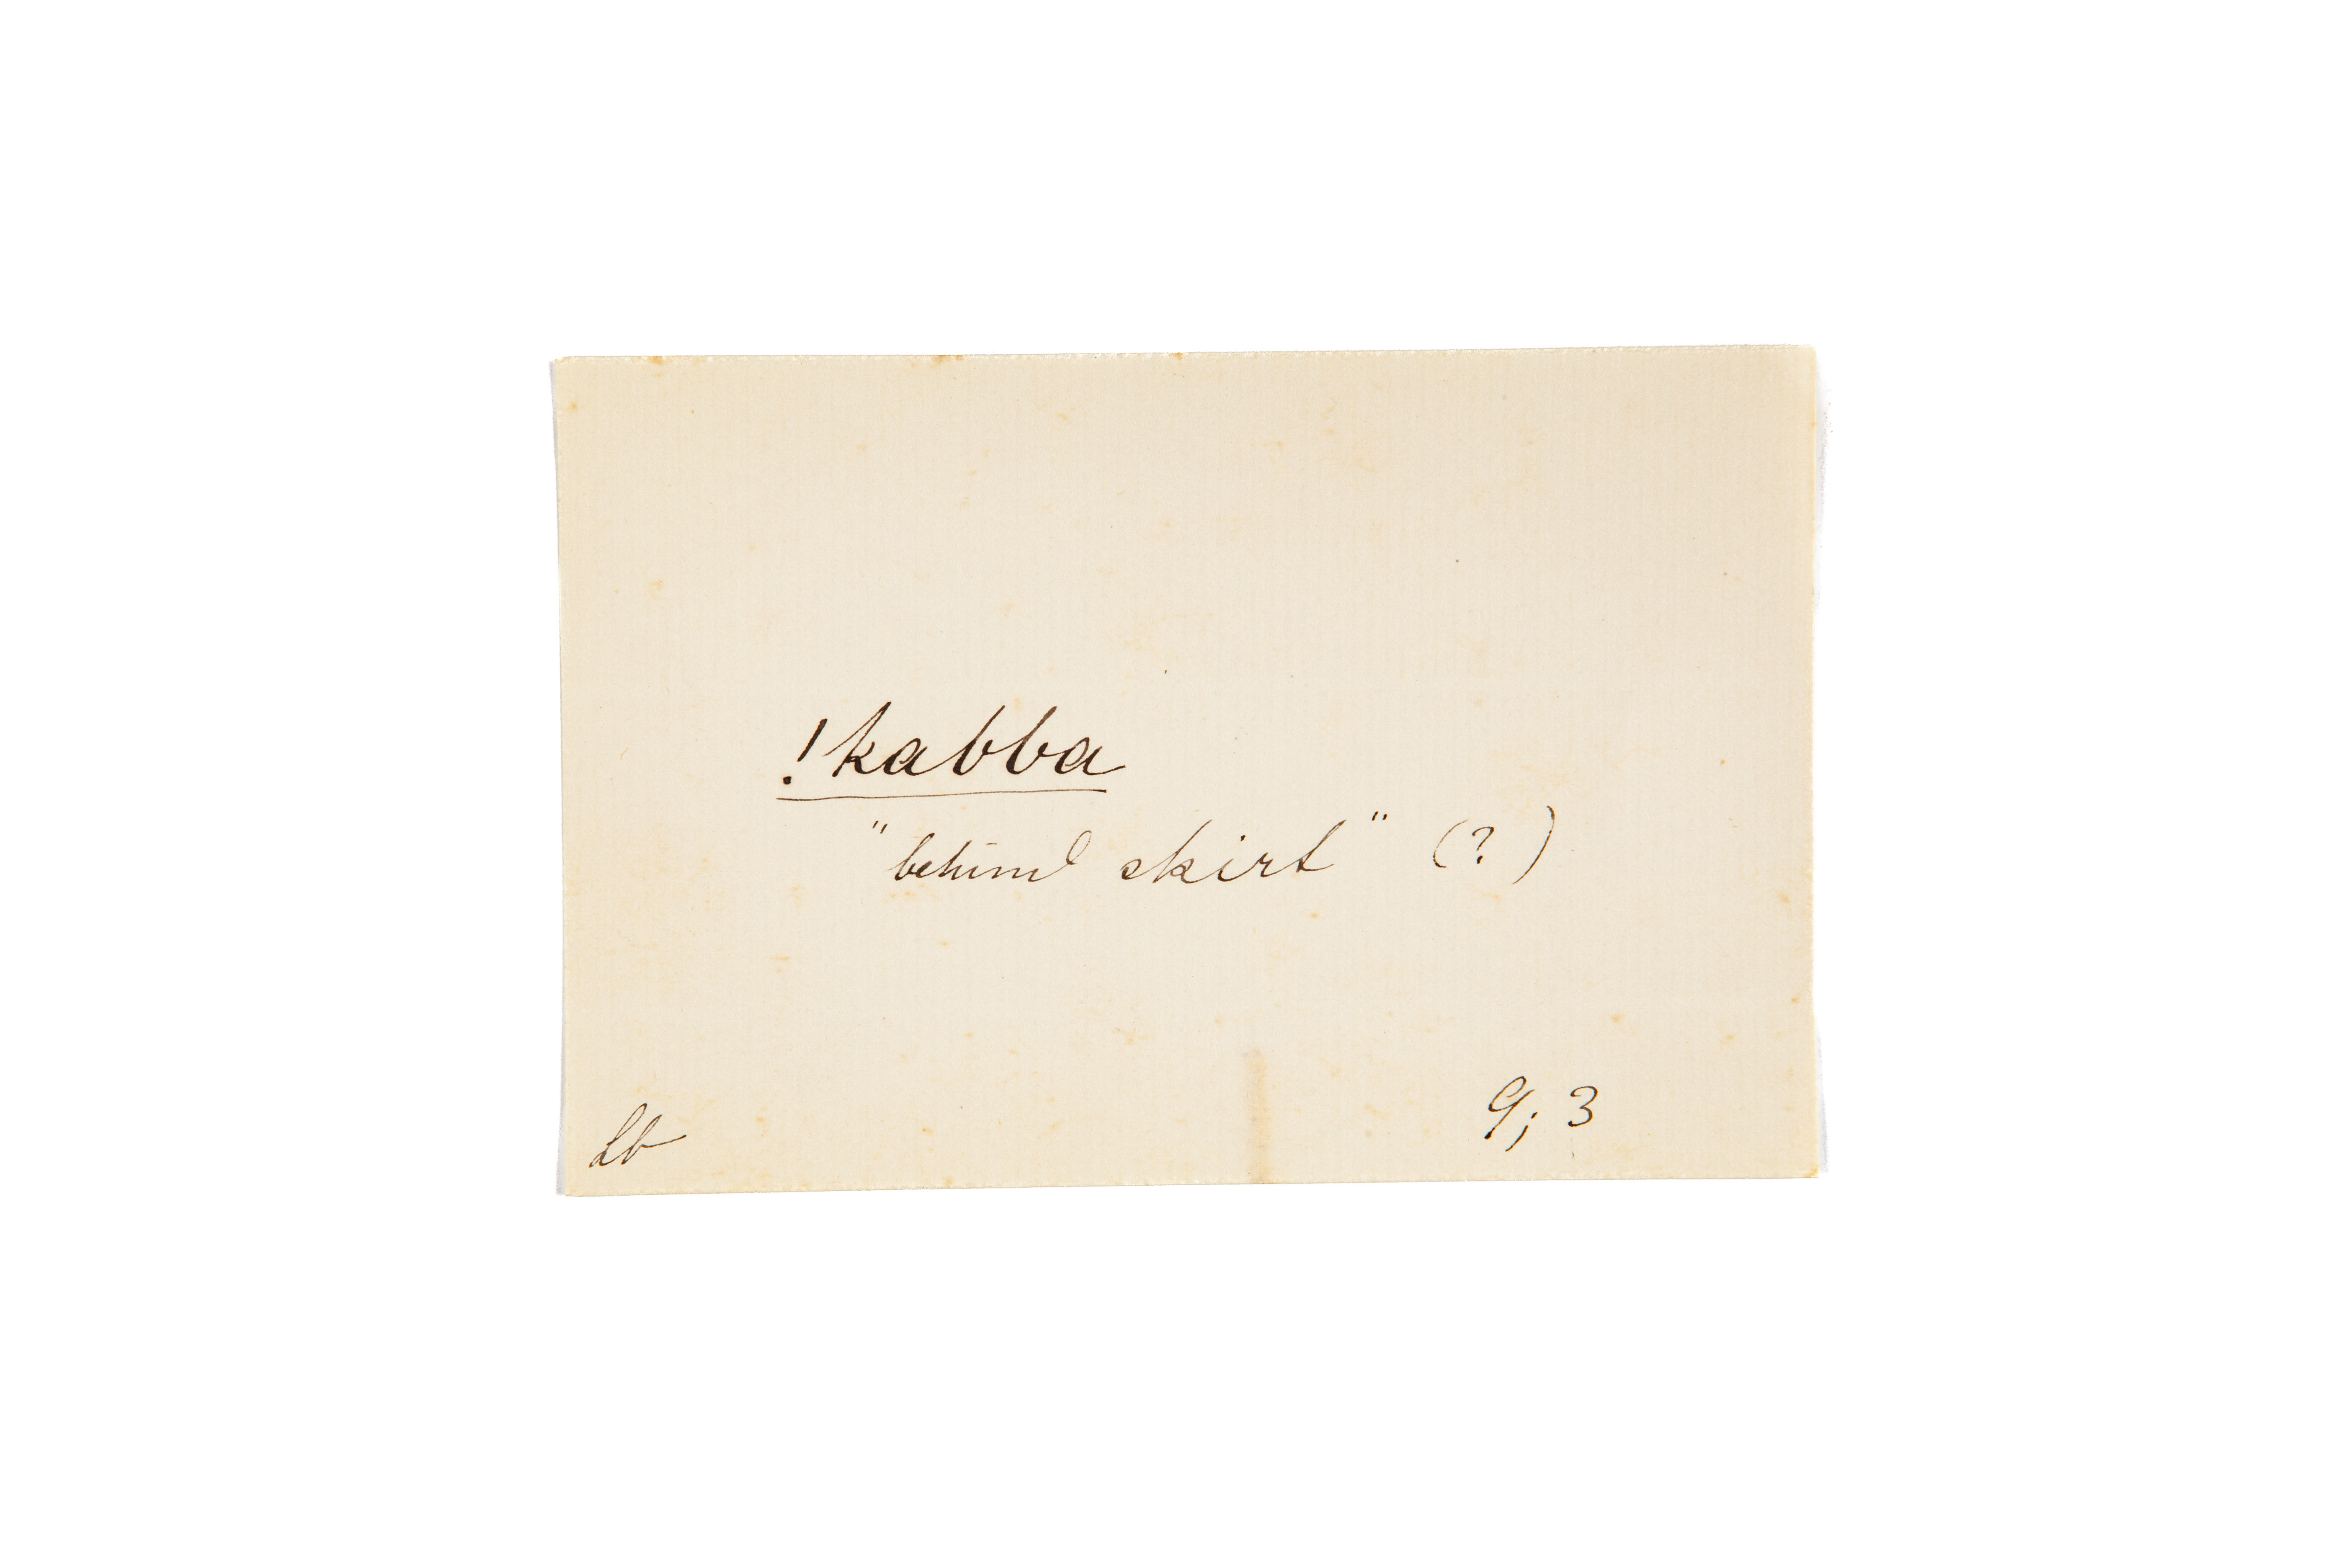 !kabba
"behind skirt" (?)
Lb 9; 3